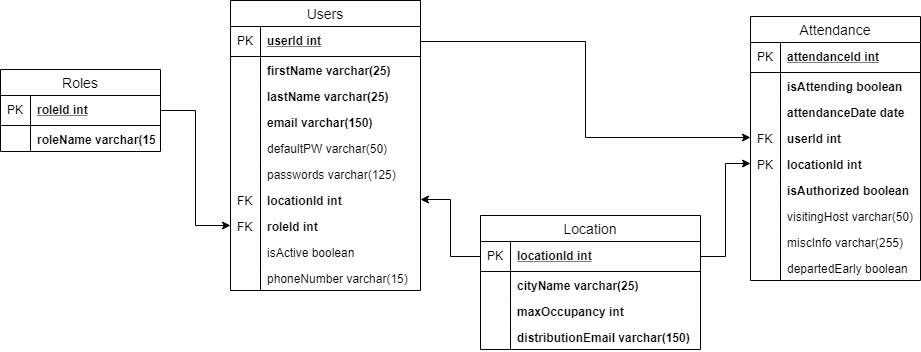 Roles
PK roleId int
roleName varchar(15
Users
PK userId int
firstName varchar(25)
lastName varchar(25)
email varchar(150)
defaultPW varchar(50)
passwords varchar(125)
FK locationId int
FK roleId int
isActive boolean
phoneNumber varchar(15)
Location
PK locationId int
cityName varchar(25)
maxOccupancy int
distributionEmail varchar(150)
Attendance
PK attendanceId int
isAttending boolean
attendanceDate date
FK userId int
PK locationId int
isAuthorized boolean
visitingHost varchar(50)
miscInfo varchar(255)
departedEarly boolean